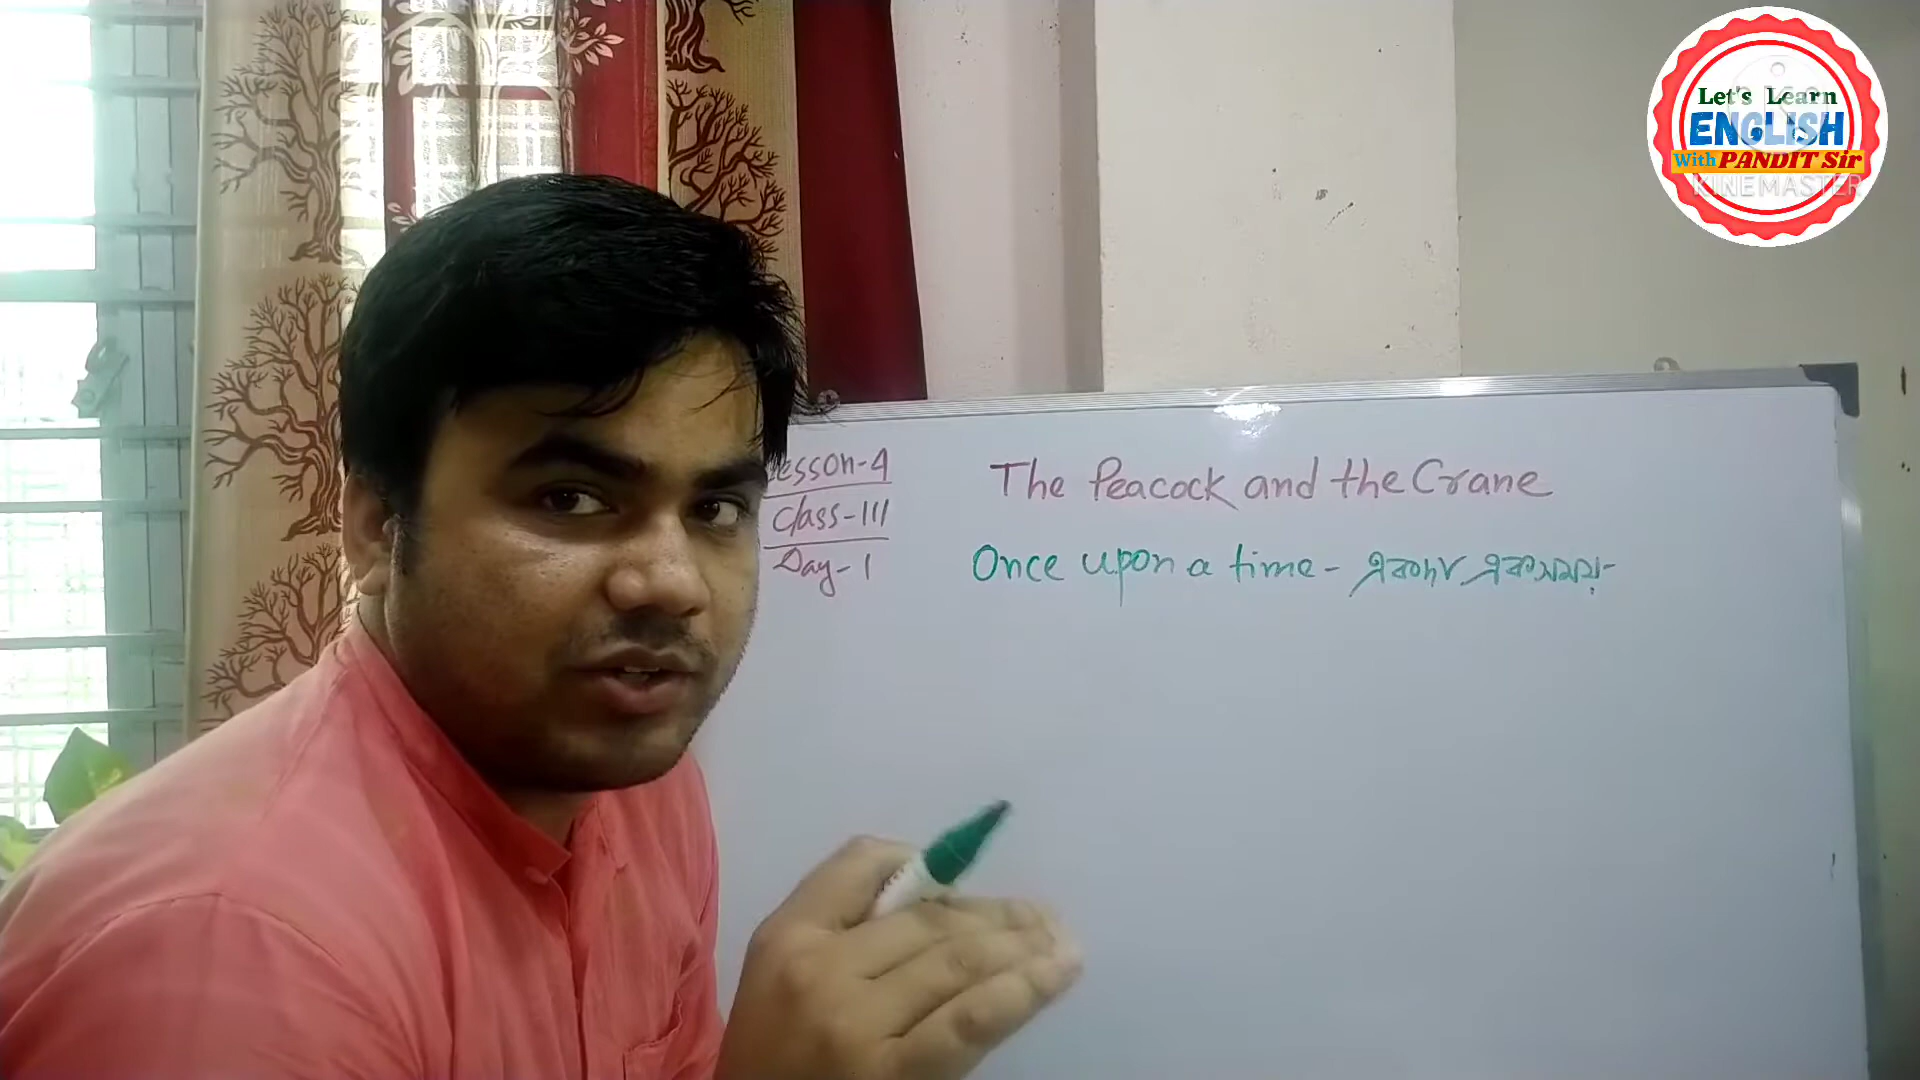 Let's Learn
ENGLISH
With PANDIT Sir
KINEMASTER
Lesson-4
Class-III
Day-1
The Peacock and the Crane
Once upon a time - একদা একসময়-